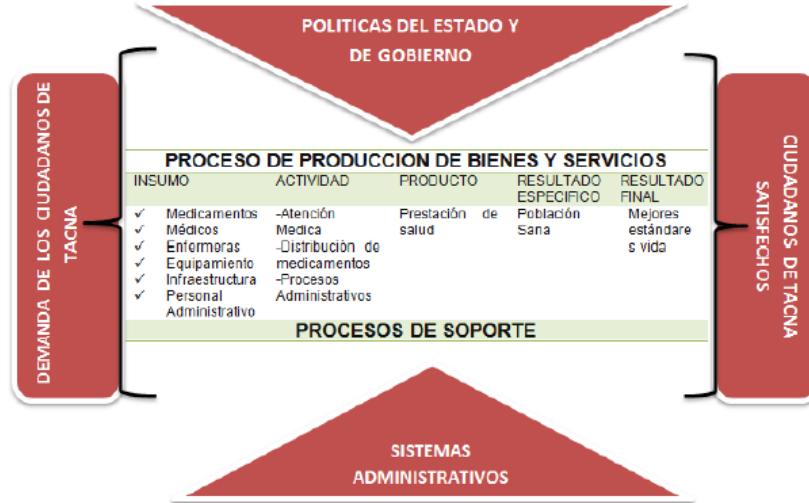 POLITICAS DEL ESTADO Y
DE GOBIERNO
DEMANDA DE LOS CIUDADANOS DE
TACNA
PROCESO DE PRODUCCION DE BIENES Y SERVICIOS
INSUMO ACTIVIDAD PRODUCTO RESULTADO RESULTADO
ESPECIFICO FINAL
✓ Medicamentos -Atención Prestación de Población Mejores
✓ Médicos Medica salud Sana estándare
✓ Enfermeras -Distribución de s vida
✓ Equipamiento medicamentos
✓ Infraestructura -Procesos
✓ Personal Administrativos
Administrativo
PROCESOS DE SOPORTE
CIUDADANOS DE TACNA
SATISFECHOS
SISTEMAS
ADMINISTRATIVOS